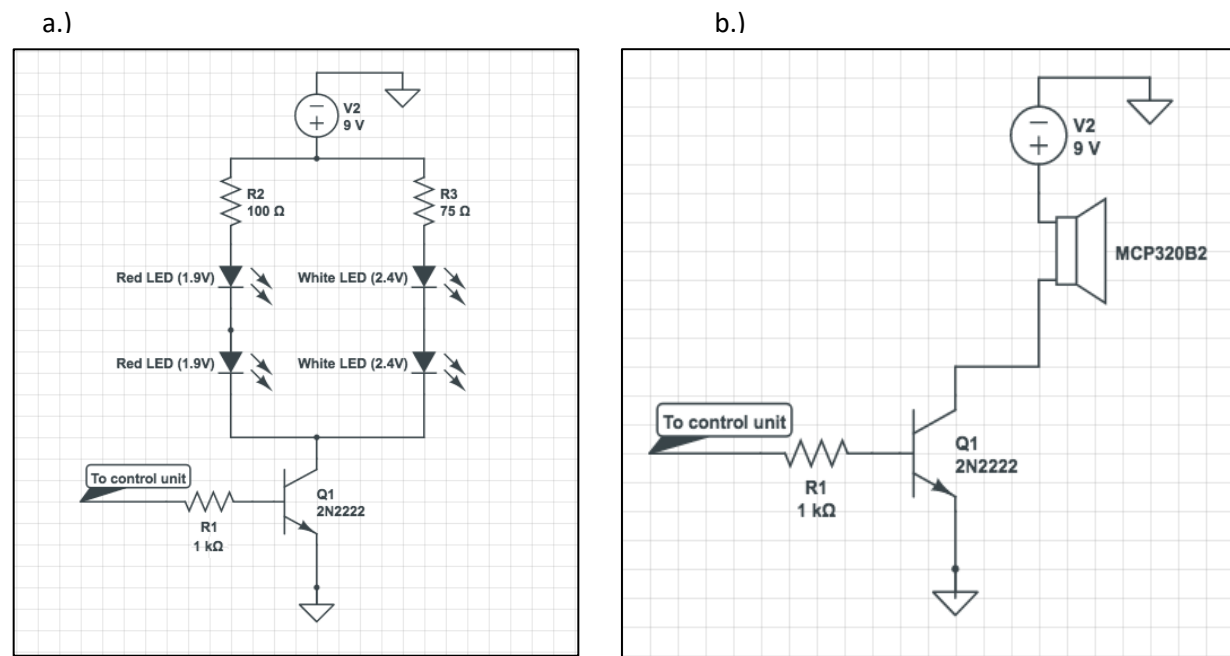 a.)
b.)
−
+
V2
9 V
R2
100 Ω
R3
75 Ω
Red LED (1.9V)
White LED (2.4V)
Red LED (1.9V)
White LED (2.4V)
To control unit
Q1
2N2222
R1
1 kΩ
−
+
V2
9 V
MCP320B2
To control unit
Q1
2N2222
R1
1 kΩ